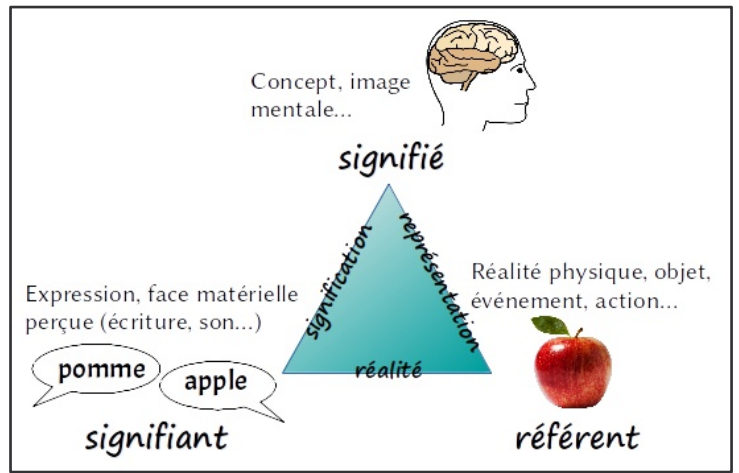 Concept, image
mentale...
signifié
signification
représentation
réalité
Expression, face matérielle
perçue (écriture, son...)
pomme
apple
signifiant
Réalité physique, objet,
événement, action...
référent